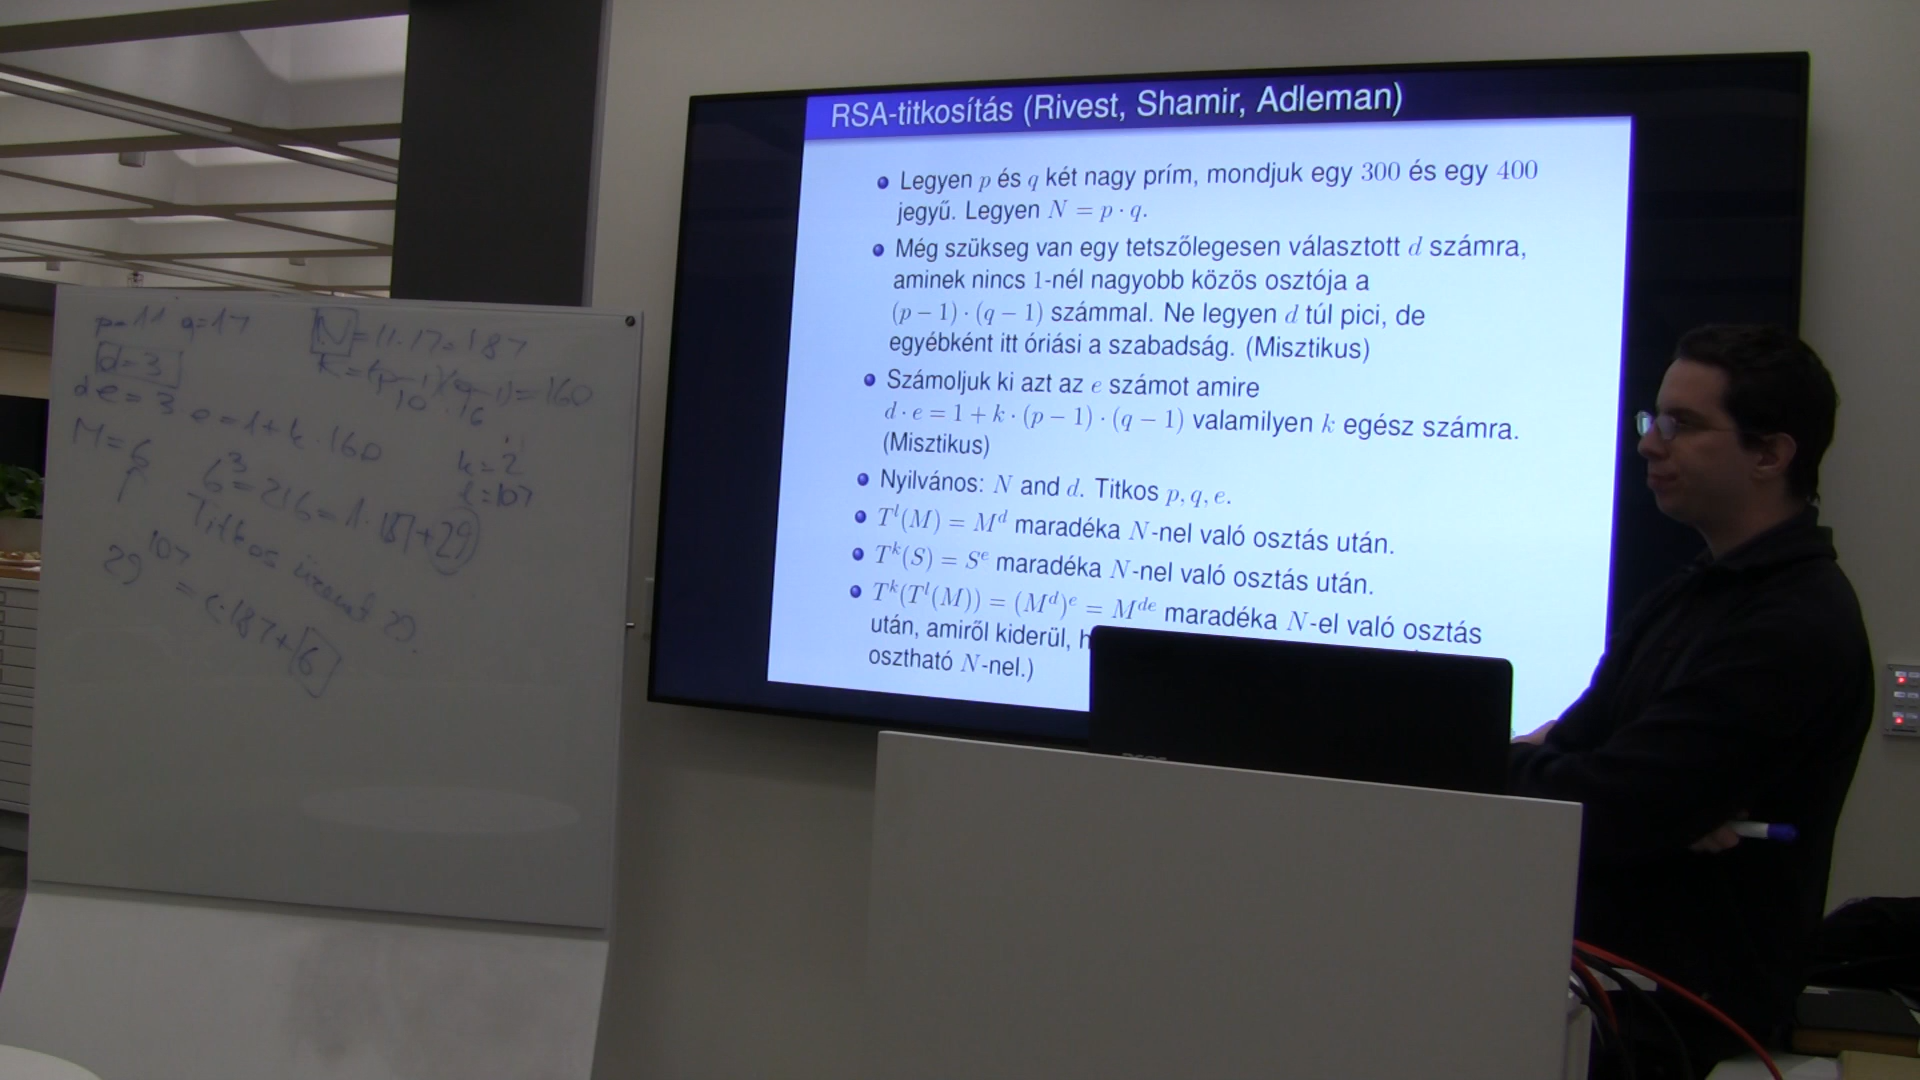 RSA-titkosítás (Rivest, Shamir, Adleman)
Legyen p és q két nagy prím, mondjuk egy 300 és egy 400
jegyű. Legyen N = p · q.
Még szükseg van egy tetszőlegesen választott d számra,
aminek nincs 1-nél nagyobb közös osztója a
(p − 1) · (q − 1) számmal. Ne legyen d túl pici, de
egyébként itt óriási a szabadság. (Misztikus)
Számoljuk ki azt az e számot amire
d · e = 1 + k · (p − 1) · (q − 1) valamilyen k egész számra.
(Misztikus)
Nyilvános: N and d. Titkos p, q, e.
T^l(M) = M^d maradéka N-nel való osztás után.
T^k(S) = S^e maradéka N-nel való osztás után.
T^k(T^l(M)) = (M^d)^e = M^{de} maradéka N-el való osztás
után, amiről kiderül, h
osztható N-nel.)
p=11 q=17
N=11.17=187
d=3
k=(p-1)(q-1)=160
10 . 16
de=3 e=1+k.160
k=2
e=107
M=6
6^3=216=1.187+29
Titkos üzenet 29.
29^107 = c.187+6